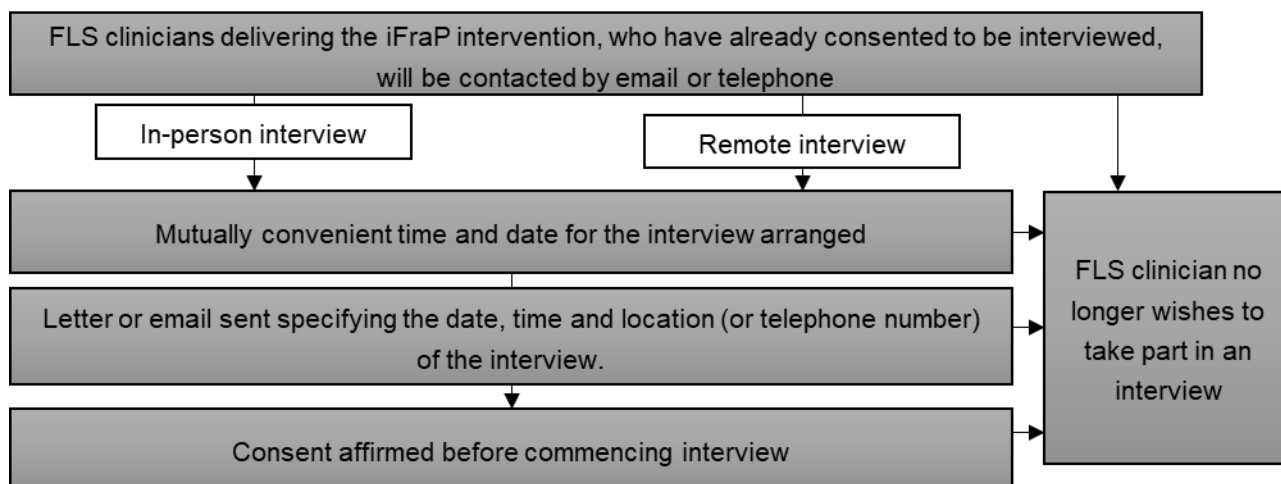 FLS clinicians delivering the iFraP intervention, who have already consented to be interviewed,
will be contacted by email or telephone
In-person interview
Remote interview
Mutually convenient time and date for the interview arranged
Letter or email sent specifying the date, time and location (or telephone number)
of the interview.
Consent affirmed before commencing interview
FLS clinician no
longer wishes to
take part in an
interview